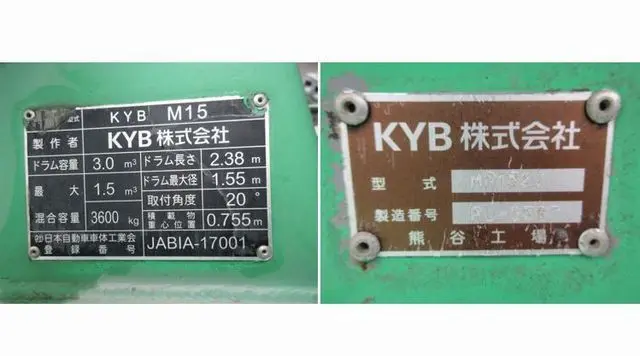 型式 KYB M15
製作者 KYB株式会社
ドラム容量 3.0 m³ ドラム長さ 2.38 m
最大 1.5 m³ ドラム最大径 1.55 m
混合容量 3600 kg 取付角度 20°
積載物重心位置 0.755 m
㈳日本自動車車体工業会
登録番号 JABIA-17001
KYB 株式会社
型式
製造番号
熊谷工場